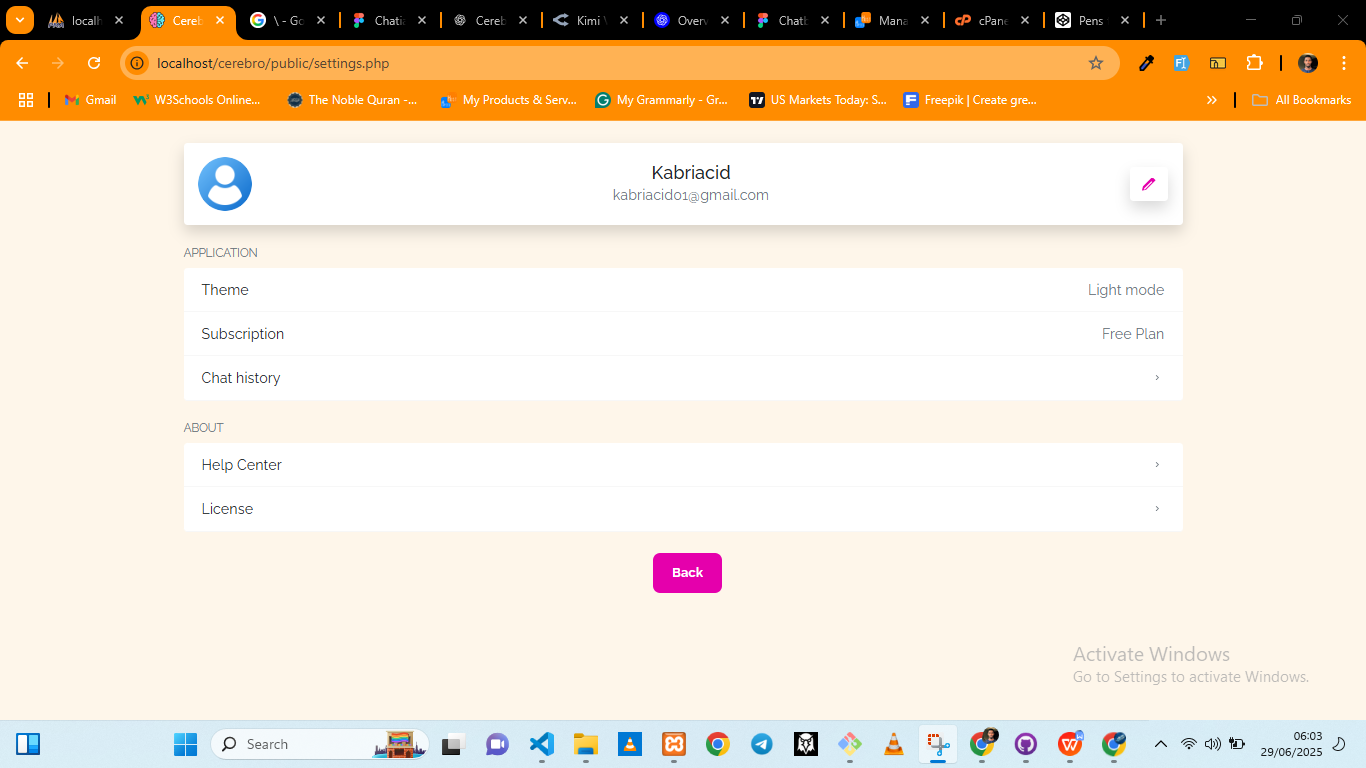 localh
Cereb
\ - Go
Chatia
Cereb
Kimi \
Overv
Chatb
Mana
cPane
Pens
localhost/cerebro/public/settings.php
Gmail
W3Schools Online...
The Noble Quran -...
My Products & Serv...
My Grammarly - Gr...
US Markets Today: S...
Freepik | Create gre...
All Bookmarks
Kabriacid
kabriacid01@gmail.com
APPLICATION
Theme
Light mode
Subscription
Free Plan
Chat history
ABOUT
Help Center
License
Back
Activate Windows
Go to Settings to activate Windows.
Search
06:03
29/06/2025